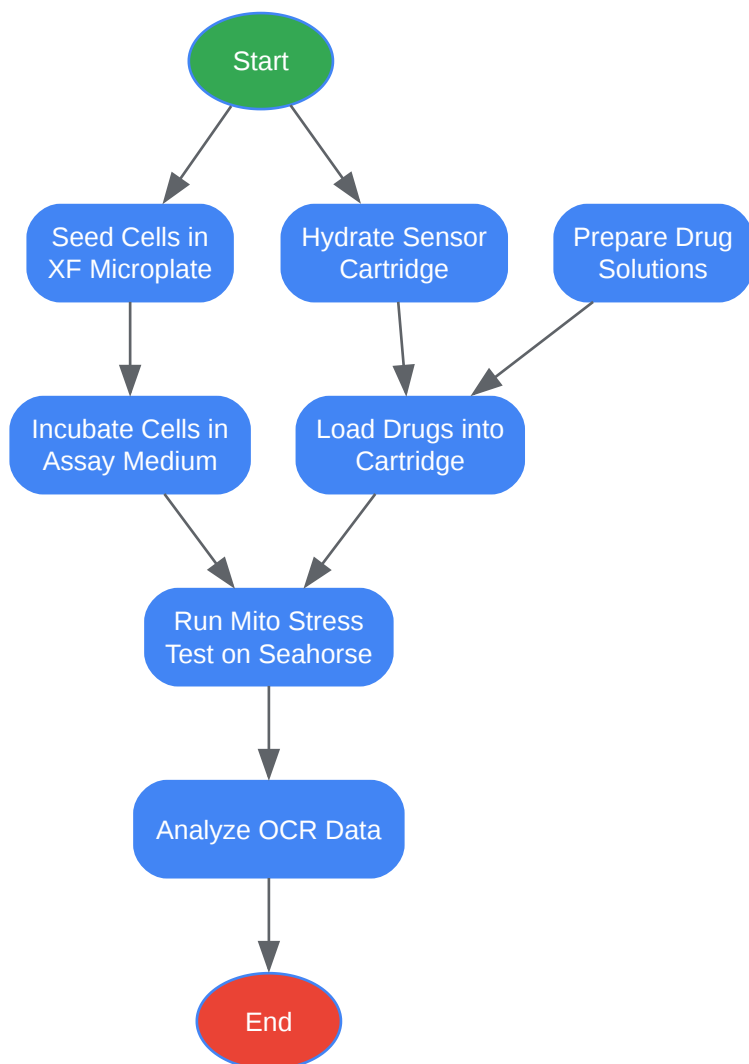 Start
Seed Cells in
XF Microplate
Hydrate Sensor
Cartridge
Prepare Drug
Solutions
Incubate Cells in
Assay Medium
Load Drugs into
Cartridge
Run Mito Stress
Test on Seahorse
Analyze OCR Data
End